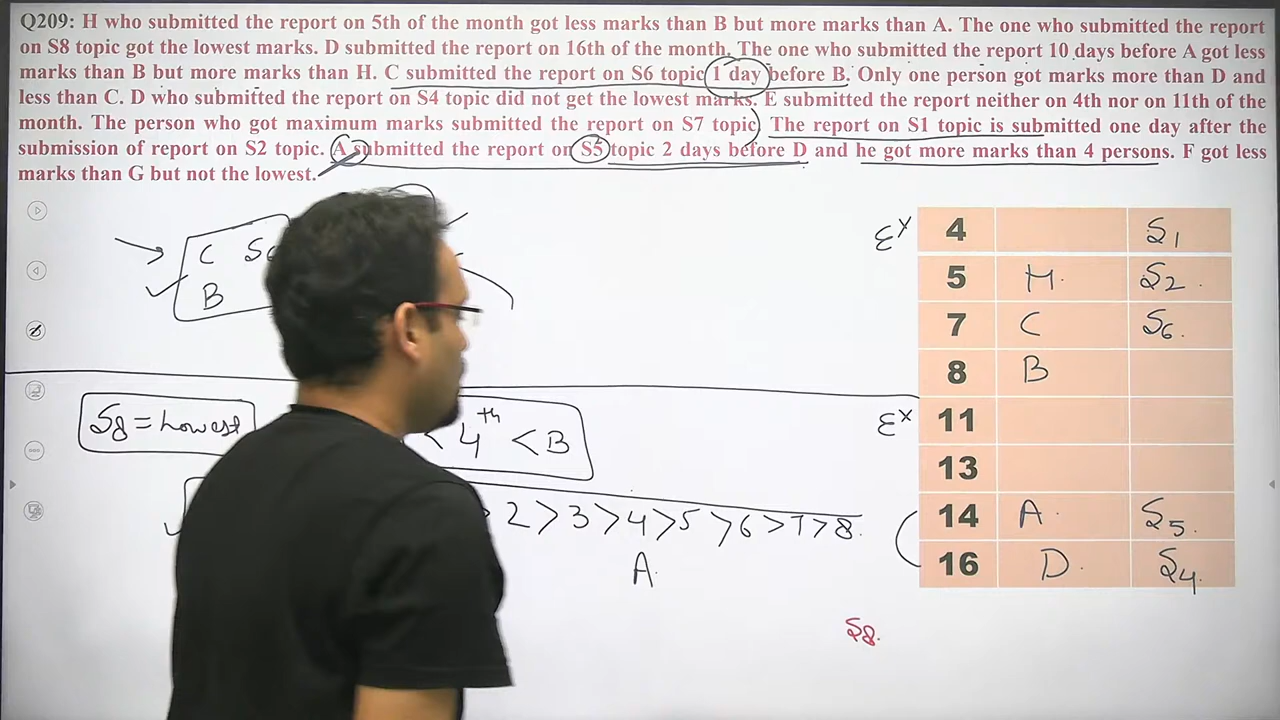 Q209: H who submitted the report on 5th of the month got less marks than B but more marks than A. The one who submitted the report
on S8 topic got the lowest marks. D submitted the report on 16th of the month. The one who submitted the report 10 days before A got less
marks than B but more marks than H. C submitted the report on S6 topic 1 day before B. Only one person got marks more than D and
less than C. D who submitted the report on S4 topic did not get the lowest marks. E submitted the report neither on 4th nor on 11th of the
month. The person who got maximum marks submitted the report on S7 topic. The report on S1 topic is submitted one day after the
submission of report on S2 topic. A submitted the report on S5 topic 2 days before D and he got more marks than 4 persons. F got less
marks than G but not the lowest.
C
B
S8 = Lowest
< 4th < B
2 > 3 > 4 > 5 > 6 > 7 > 8.
A.
S8.
Ex 4 S1
5 H. S2.
7 C S6.
8 B
Ex 11
13
14 A. S5.
16 D. S4.